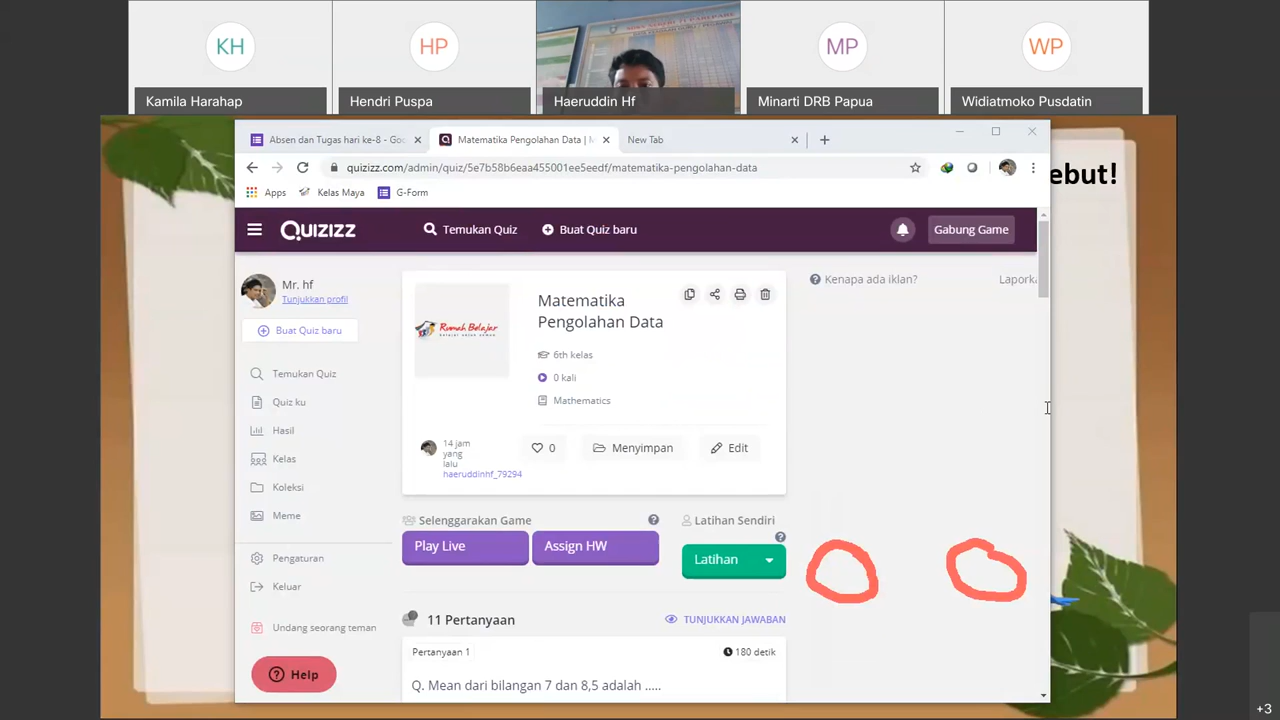 KH
HP
MP
WP
Kamila Harahap
Hendri Puspa
Haeruddin Hf
Minarti DRB Papua
Widiatmoko Pusdatin
Absen dan Tugas hari ke-8 - Goo
Matematika Pengolahan Data | M
New Tab
quizizz.com/admin/quiz/5e7b58b6eaa455001ee5eedf/matematika-pengolahan-data
ebut!
Apps
Kelas Maya
G-Form
Quizizz
Temukan Quiz
Buat Quiz baru
Gabung Game
Mr. hf
Tunjukkan profil
Buat Quiz baru
Temukan Quiz
Quiz ku
Hasil
Kelas
Koleksi
Meme
Pengaturan
Keluar
Undang seorang teman
Help
Rumah Belajar
Matematika
Pengolahan Data
6th kelas
0 kali
Mathematics
14 jam
yang
lalu
haeruddinhf_79294
0
Menyimpan
Edit
Kenapa ada iklan?
Laporka
Selenggarakan Game
Play Live
Assign HW
Latihan Sendiri
Latihan
11 Pertanyaan
TUNJUKKAN JAWABAN
Pertanyaan 1
180 detik
Q. Mean dari bilangan 7 dan 8,5 adalah .....
+3